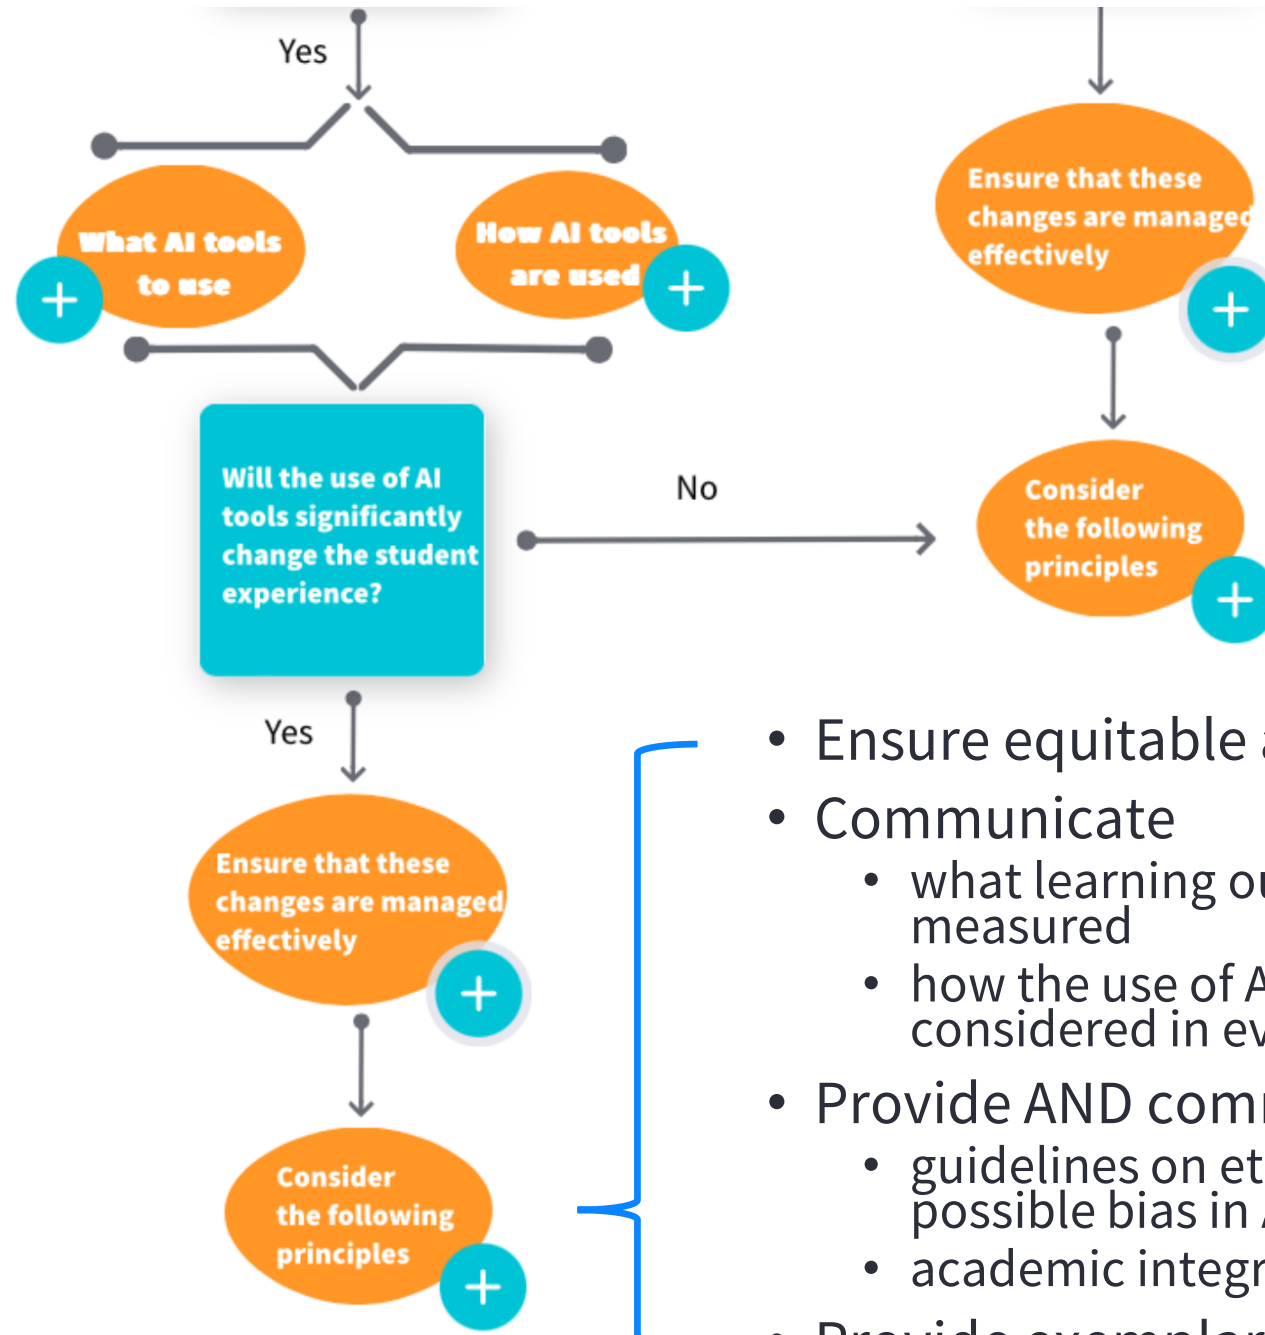 Yes
What AI tools
to use
How AI tools
are used
Ensure that these
changes are managed
effectively
Will the use of AI
tools significantly
change the student
experience?
No
Consider
the following
principles
Yes
Ensure that these
changes are managed
effectively
Consider
the following
principles
• Ensure equitable
• Communicate
• what learning
measured
• how the use of
considered in
• Provide AND
• guidelines on
possible bias in
• academic
Provide